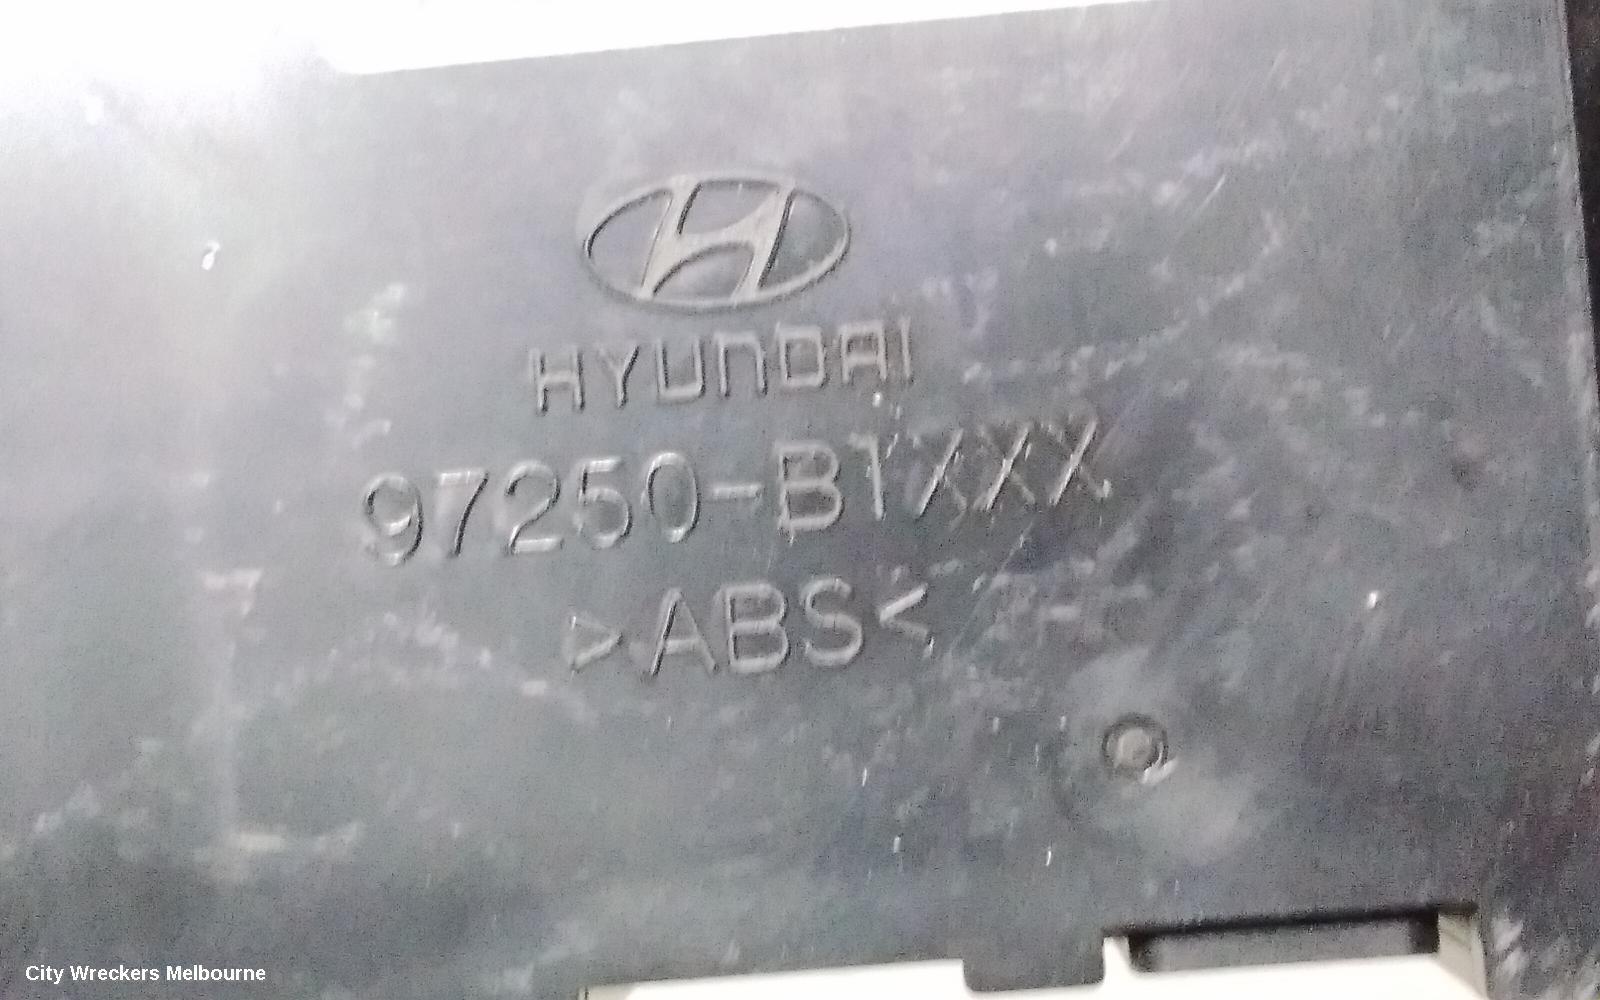 HYUNDAI
97250-B1XXX
>ABS<
City Wreckers Melbourne